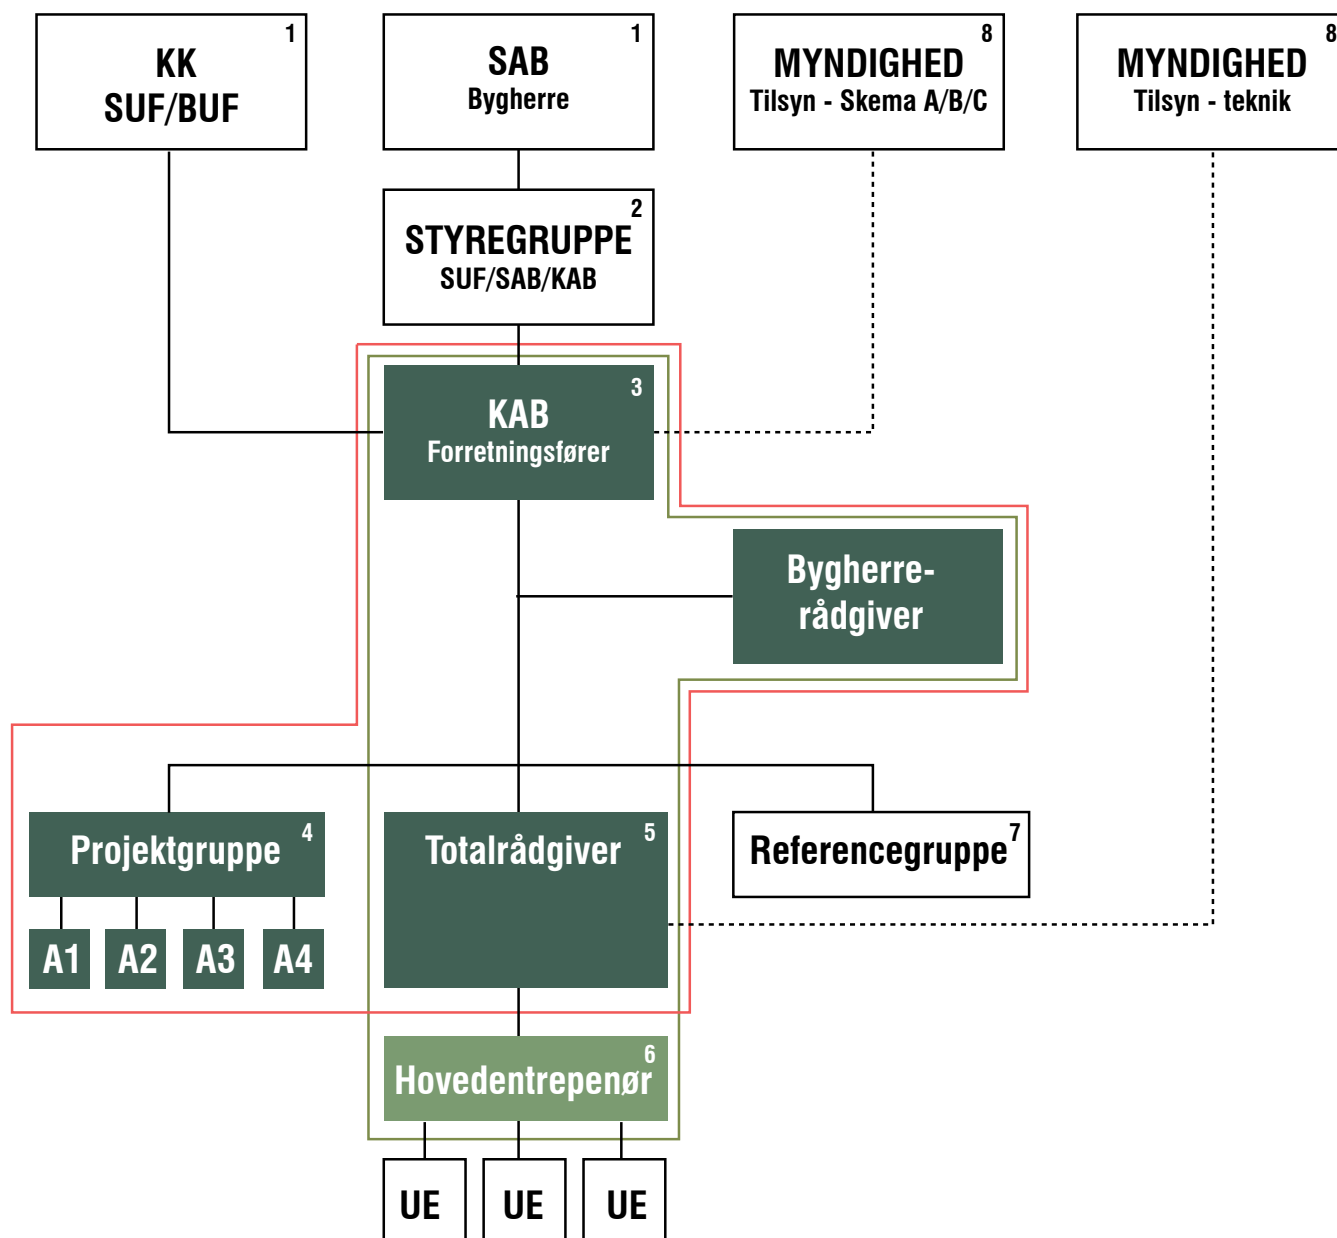 1
KK
SUF/BUF
1
SAB
Bygherre
8
MYNDIGHED
Tilsyn - Skema A/B/C
8
MYNDIGHED
Tilsyn - teknik
2
STYREGRUPPE
SUF/SAB/KAB
3
KAB
Forretningsfører
Bygherre-
rådgiver
Projektgruppe 4
Totalrådgiver 5
Referencegruppe 7
A1 A2 A3 A4
6
Hovedentrepenør
UE UE UE